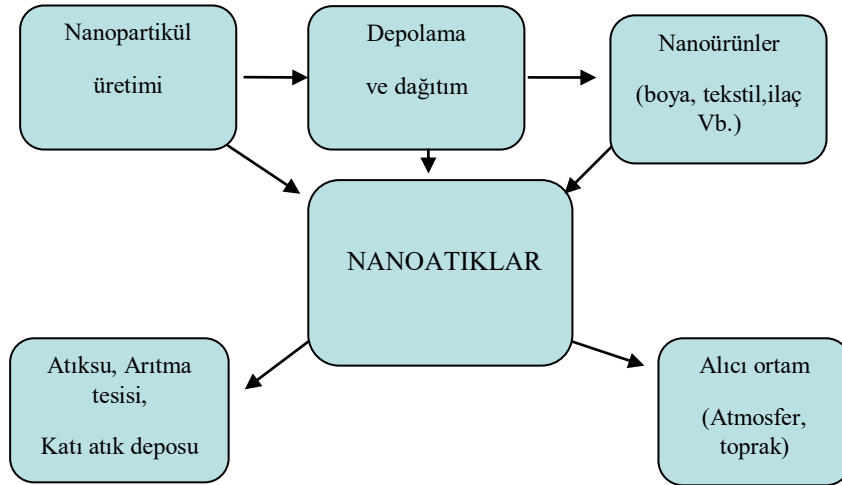 Nanopartikül
üretimi
Depolama
ve dağıtım
Nanoürünler
(boya, tekstil,ilaç
Vb.)
NANOATIKLAR
Atıksu, Arıtma
tesisi,
Katı atık deposu
Alıcı ortam
(Atmosfer,
toprak)